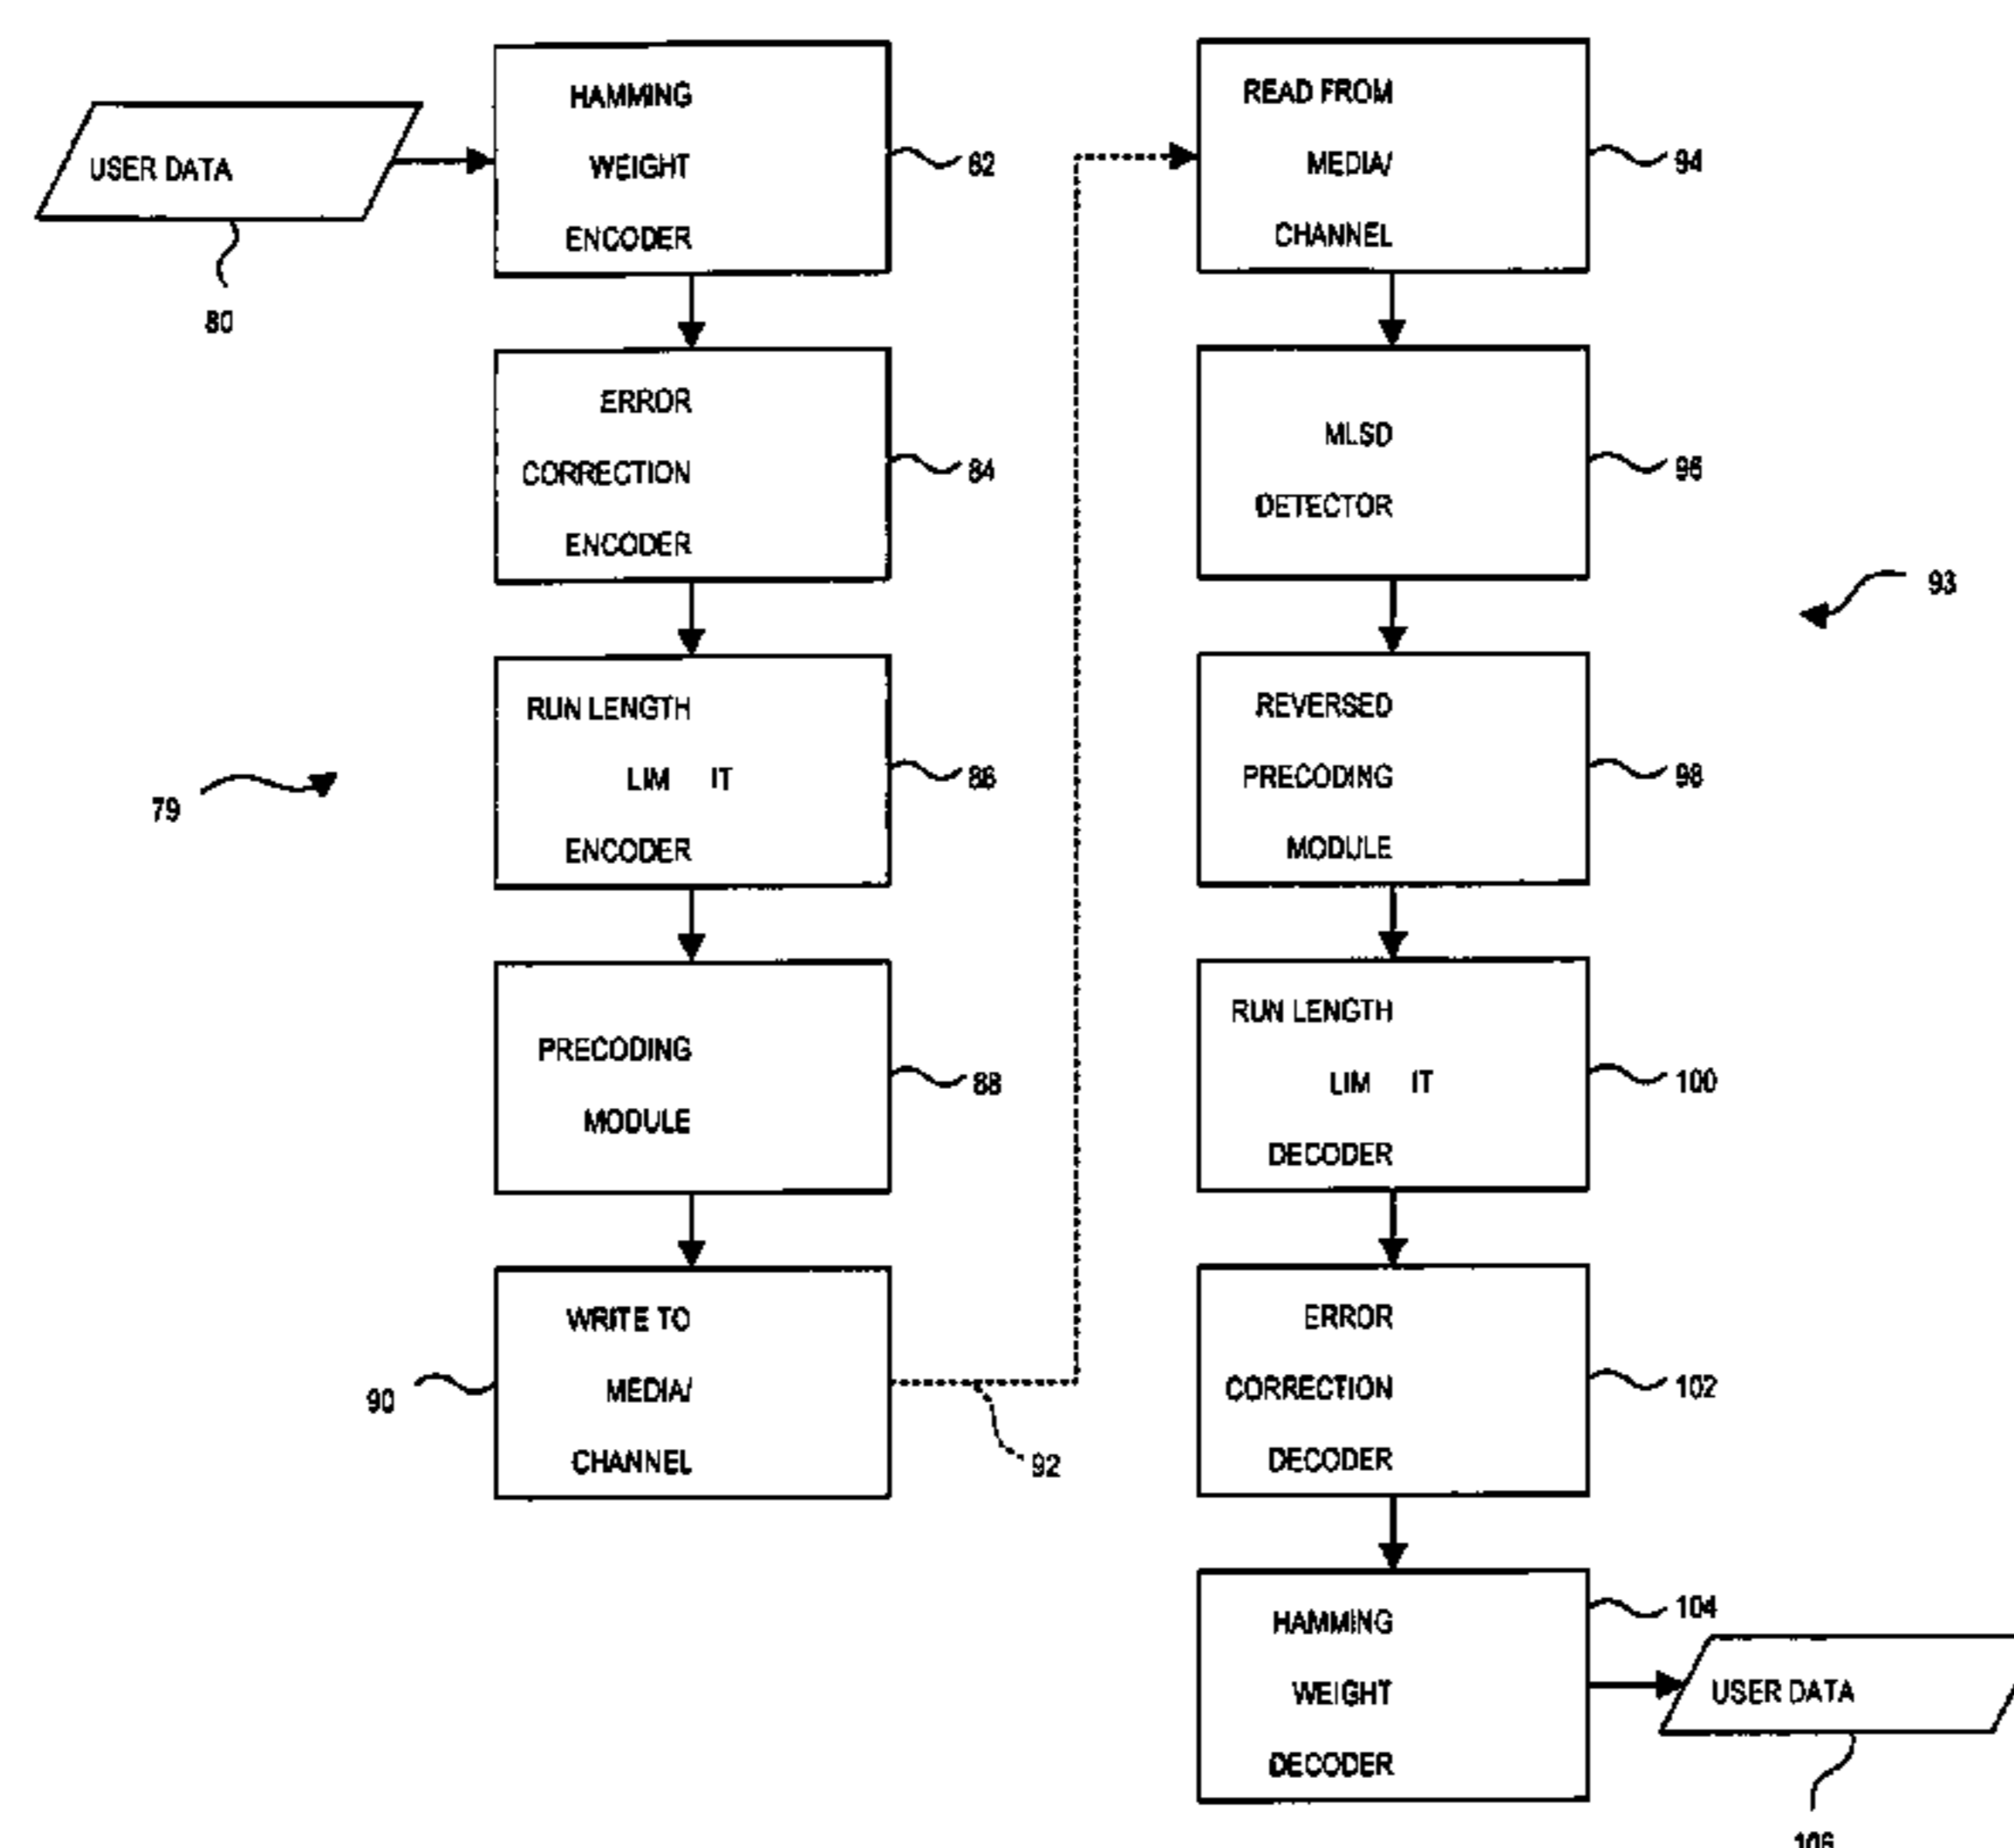 USER DATA
80
HAMMING
WEIGHT
ENCODER
82
ERROR
CORRECTION
ENCODER
84
RUN LENGTH
LIM IT
ENCODER
86
79
PRECODING
MODULE
88
WRITE TO
MEDIA/
CHANNEL
90
92
READ FROM
MEDIA/
CHANNEL
94
MLSD
DETECTOR
96
93
REVERSED
PRECODING
MODULE
98
RUN LENGTH
LIM IT
DECODER
100
ERROR
CORRECTION
DECODER
102
HAMMING
WEIGHT
DECODER
104
USER DATA
106